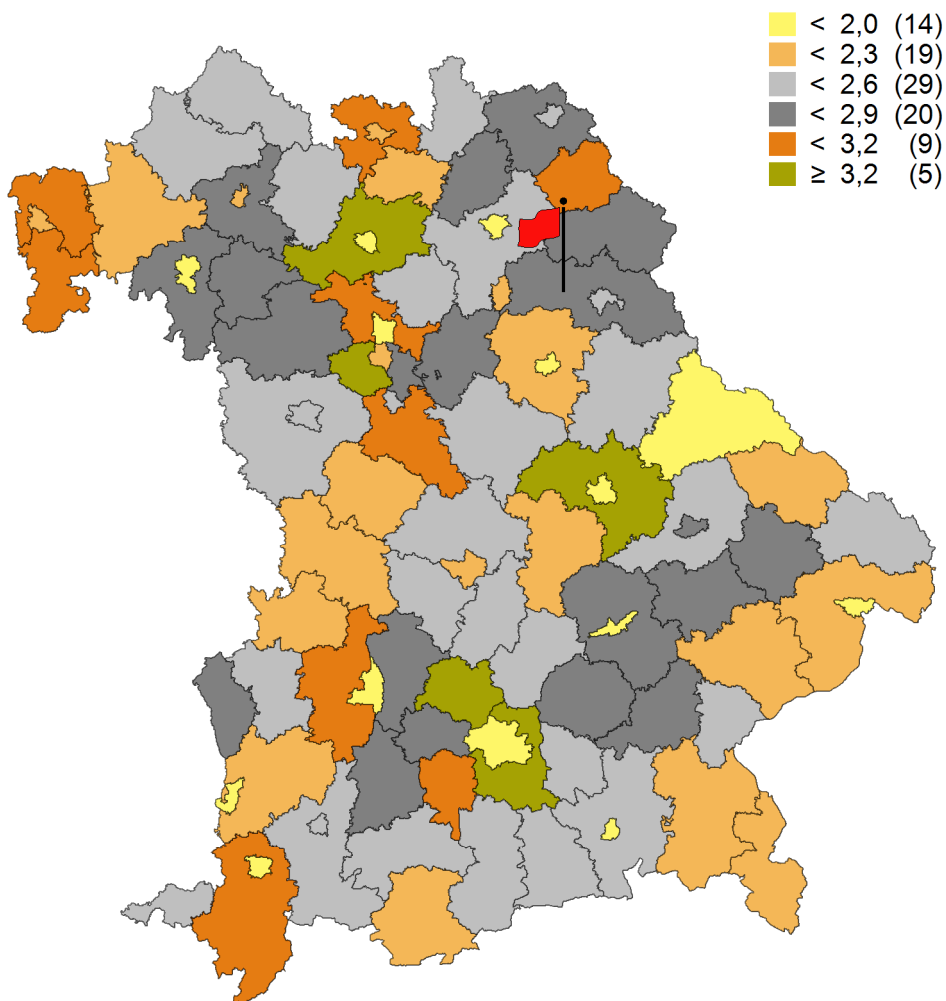 < 2,0 (14)
< 2,3 (19)
< 2,6 (29)
< 2,9 (20)
< 3,2 (9)
≥ 3,2 (5)